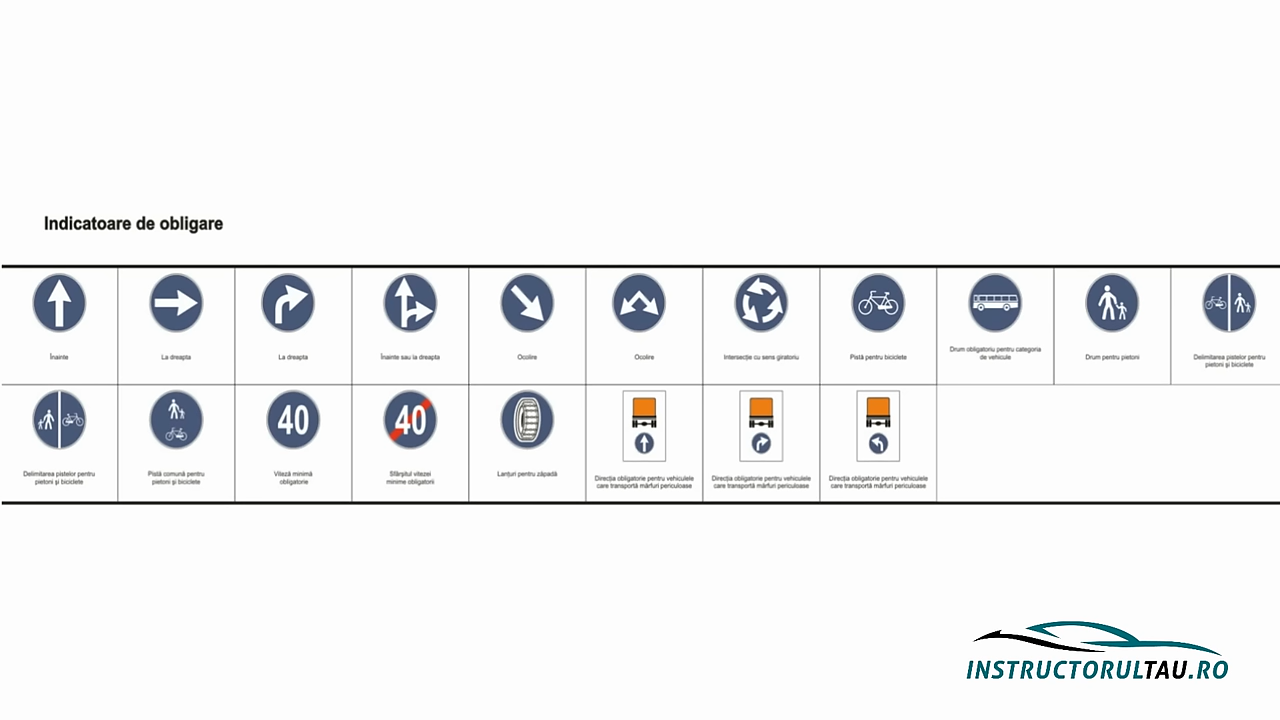 Indicatoare de obligare
Înainte
La dreapta
La dreapta
Înainte sau la dreapta
Ocolire
Ocolire
Intersecție cu sens giratoriu
Pistă pentru biciclete
Drum obligatoriu pentru categoria
de vehicule
Drum pentru pietoni
Delimitarea pistelor pentru
pietoni și biciclete
40
40
Delimitarea pistelor pentru
pietoni și biciclete
Pistă comună pentru
pietoni și biciclete
Viteză minimă
obligatorie
Sfârșitul vitezei
minime obligatorii
Lanțuri pentru zăpadă
Direcția obligatorie pentru vehiculele
care transportă mărfuri periculoase
Direcția obligatorie pentru vehiculele
care transportă mărfuri periculoase
Direcția obligatorie pentru vehiculele
care transportă mărfuri periculoase
INSTRUCTORULTAU.RO